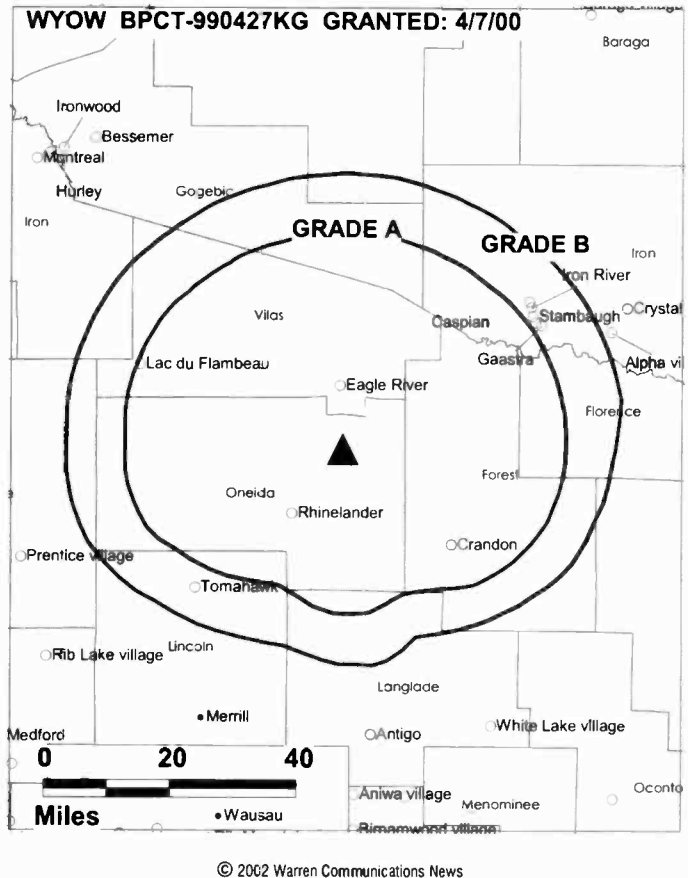 WYOW BPCT-990427KG GRANTED: 4/7/00
Baraga
Ironwood
Bessemer
Montreal
Hurley
Gogebic
Iron
GRADE A
GRADE B
Iron
Iron River
Vilas
Caspian
Stambaugh
Crystal
Gaastra
Alpha vil
Lac du Flambeau
Eagle River
Florence
Forest
Oneida
Rhinelander
Crandon
Prentice village
Tomahawk
Lincoln
Rib Lake village
Langlade
Merrill
White Lake village
Medford
Antigo
0 20 40
Miles
Aniwa village
Oconto
Menominee
Wausau
Birnamwood village
© 2002 Warren Communications News